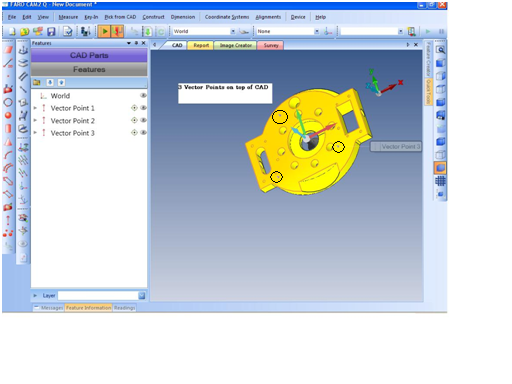 FARO CAM2 Q - New Document *
File Edit View Measure Key-In Pick from CAD Construct Dimension Coordinate Systems Alignments Device Help
World
None
Features
CAD
Report
Image Creator
Survey
CAD Parts
Features
World
Vector Point 1
Vector Point 2
Vector Point 3
3 Vector Points on top of CAD
Vector Point 3
Feature Creator
Layer
Messages
Feature Information
Readings